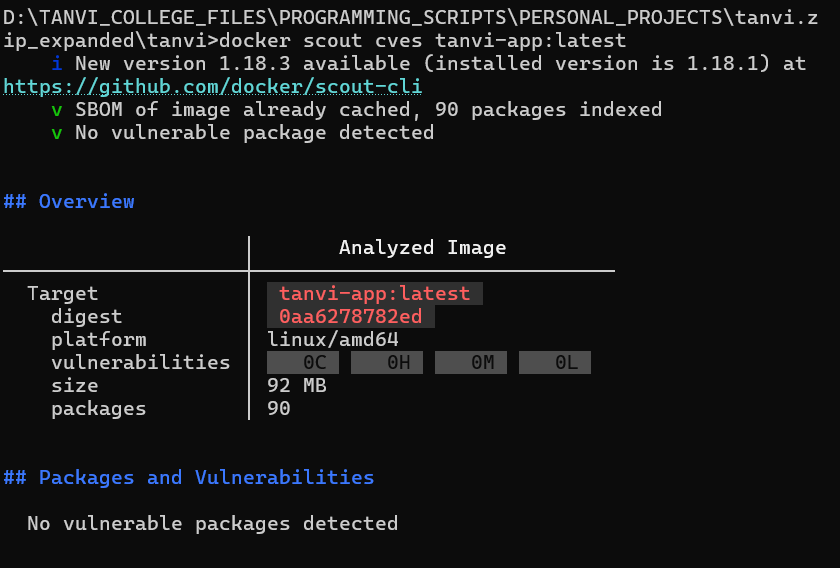 D:\TANVI_COLLEGE_FILES\PROGRAMMING_SCRIPTS\PERSONAL_PROJECTS\tanvi.z
ip_expanded\tanvi>docker scout cves tanvi-app:latest
i New version 1.18.3 available (installed version is 1.18.1) at
https://github.com/docker/scout-cli
v SBOM of image already cached, 90 packages indexed
v No vulnerable package detected
## Overview
Analyzed Image
Target tanvi-app:latest
digest 0aa6278782ed
platform linux/amd64
vulnerabilities 0C 0H 0M 0L
size 92 MB
packages 90
## Packages and Vulnerabilities
No vulnerable packages detected